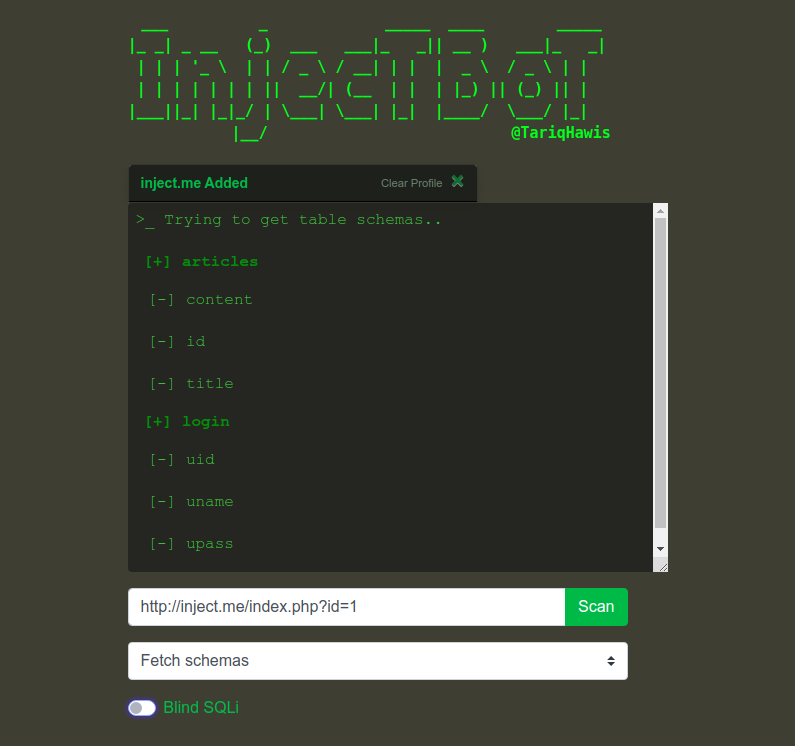 InjectBoT
@TariqHawis
inject.me Added
Clear Profile ✖
>_ Trying to get table schemas..
[+] articles
[-] content
[-] id
[-] title
[+] login
[-] uid
[-] uname
[-] upass
http://inject.me/index.php?id=1
Scan
Fetch schemas
Blind SQLi